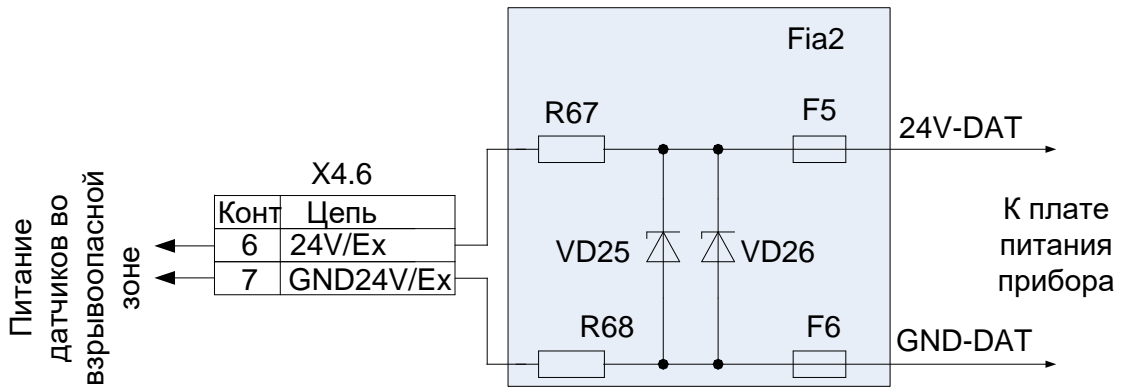 Fia2
R67
F5
24V-DAT
X4.6
Конт Цепь
6 24V/Ex
7 GND24V/Ex
Питание
датчиков во
взрывоопасной
зоне
VD25
VD26
К плате
питания
прибора
R68
F6
GND-DAT